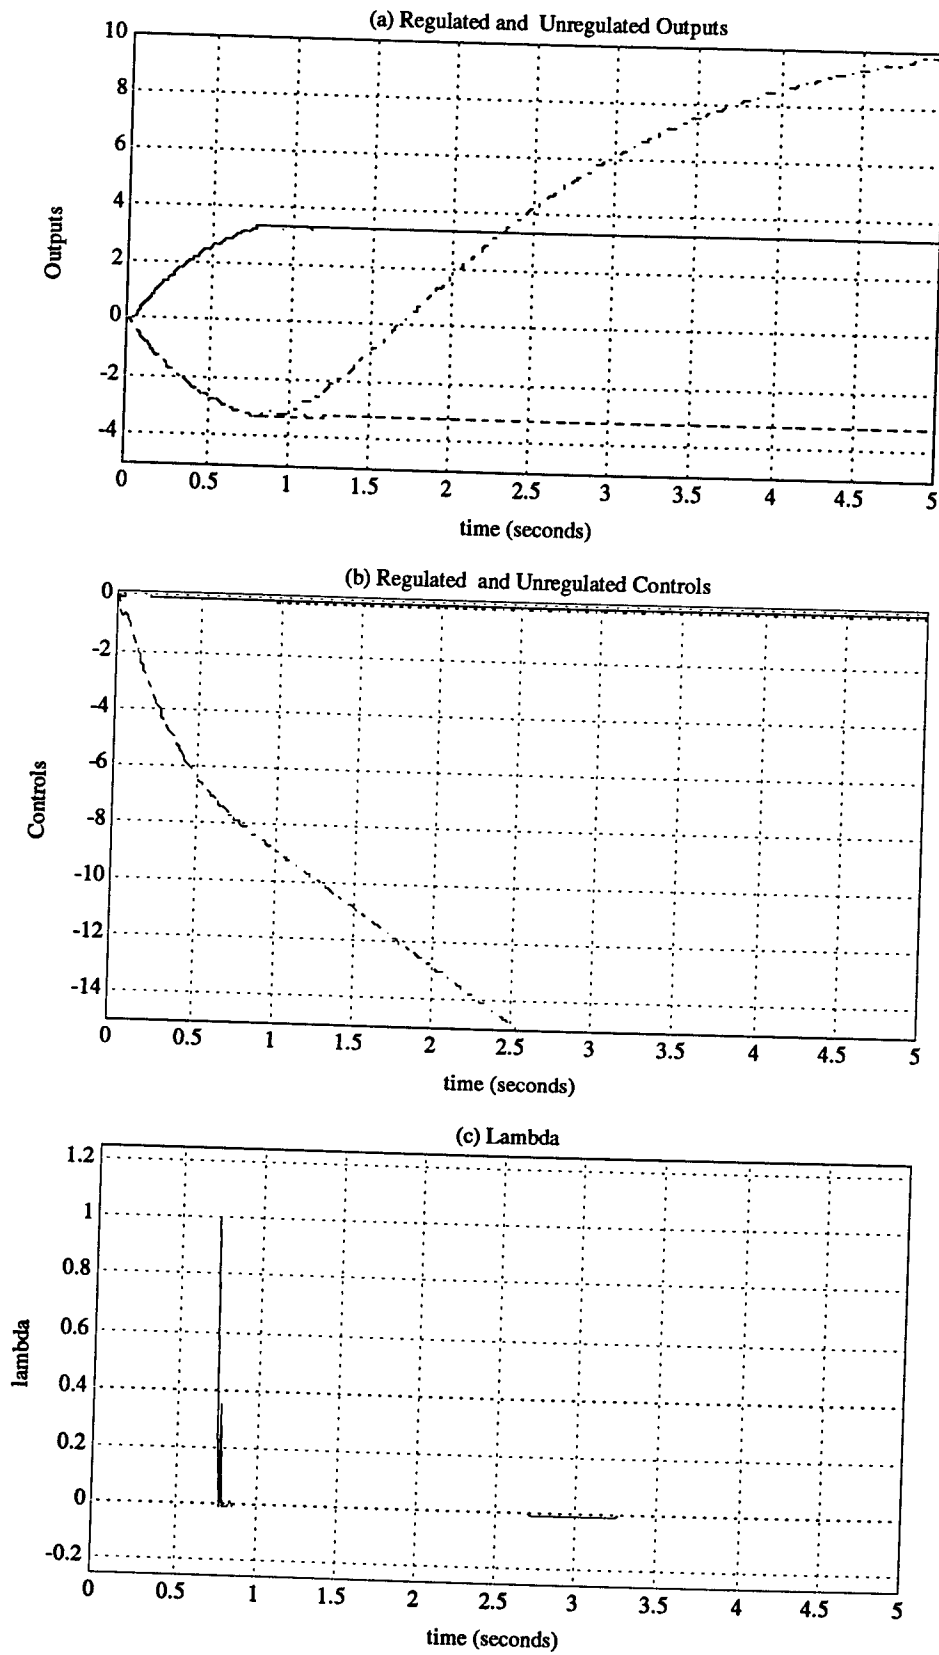 (a) Regulated and Unregulated Outputs
10
8
6
4
2
0
-2
-4
Outputs
0 0.5 1 1.5 2 2.5 3 3.5 4 4.5 5
time (seconds)
(b) Regulated and Unregulated Controls
0
-2
-4
-6
-8
-10
-12
-14
Controls
0 0.5 1 1.5 2 2.5 3 3.5 4 4.5 5
time (seconds)
(c) Lambda
1.2
1
0.8
0.6
0.4
0.2
0
-0.2
lambda
0 0.5 1 1.5 2 2.5 3 3.5 4 4.5 5
time (seconds)